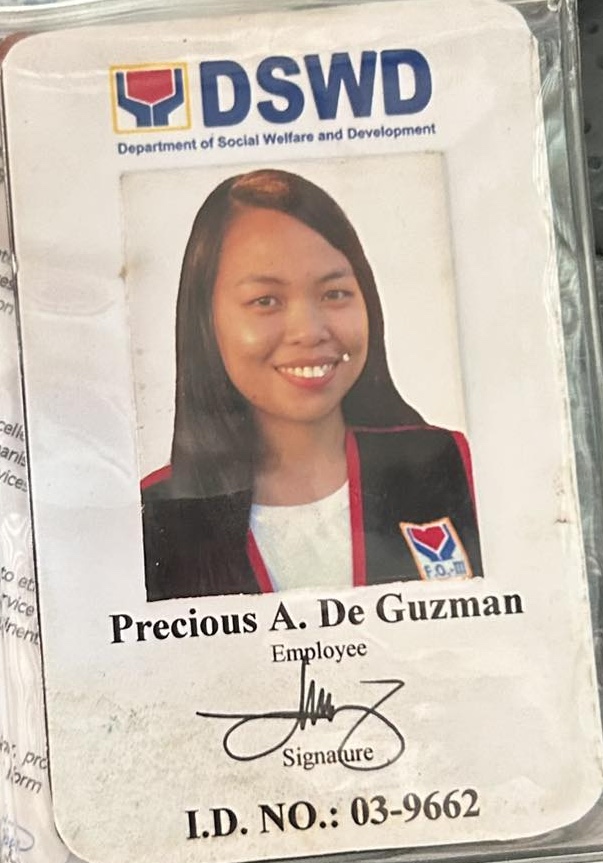 DSWD
Department of Social Welfare and Development
F.O.-III
Precious A. De Guzman
Employee
Signature
I.D. NO.: 03-9662